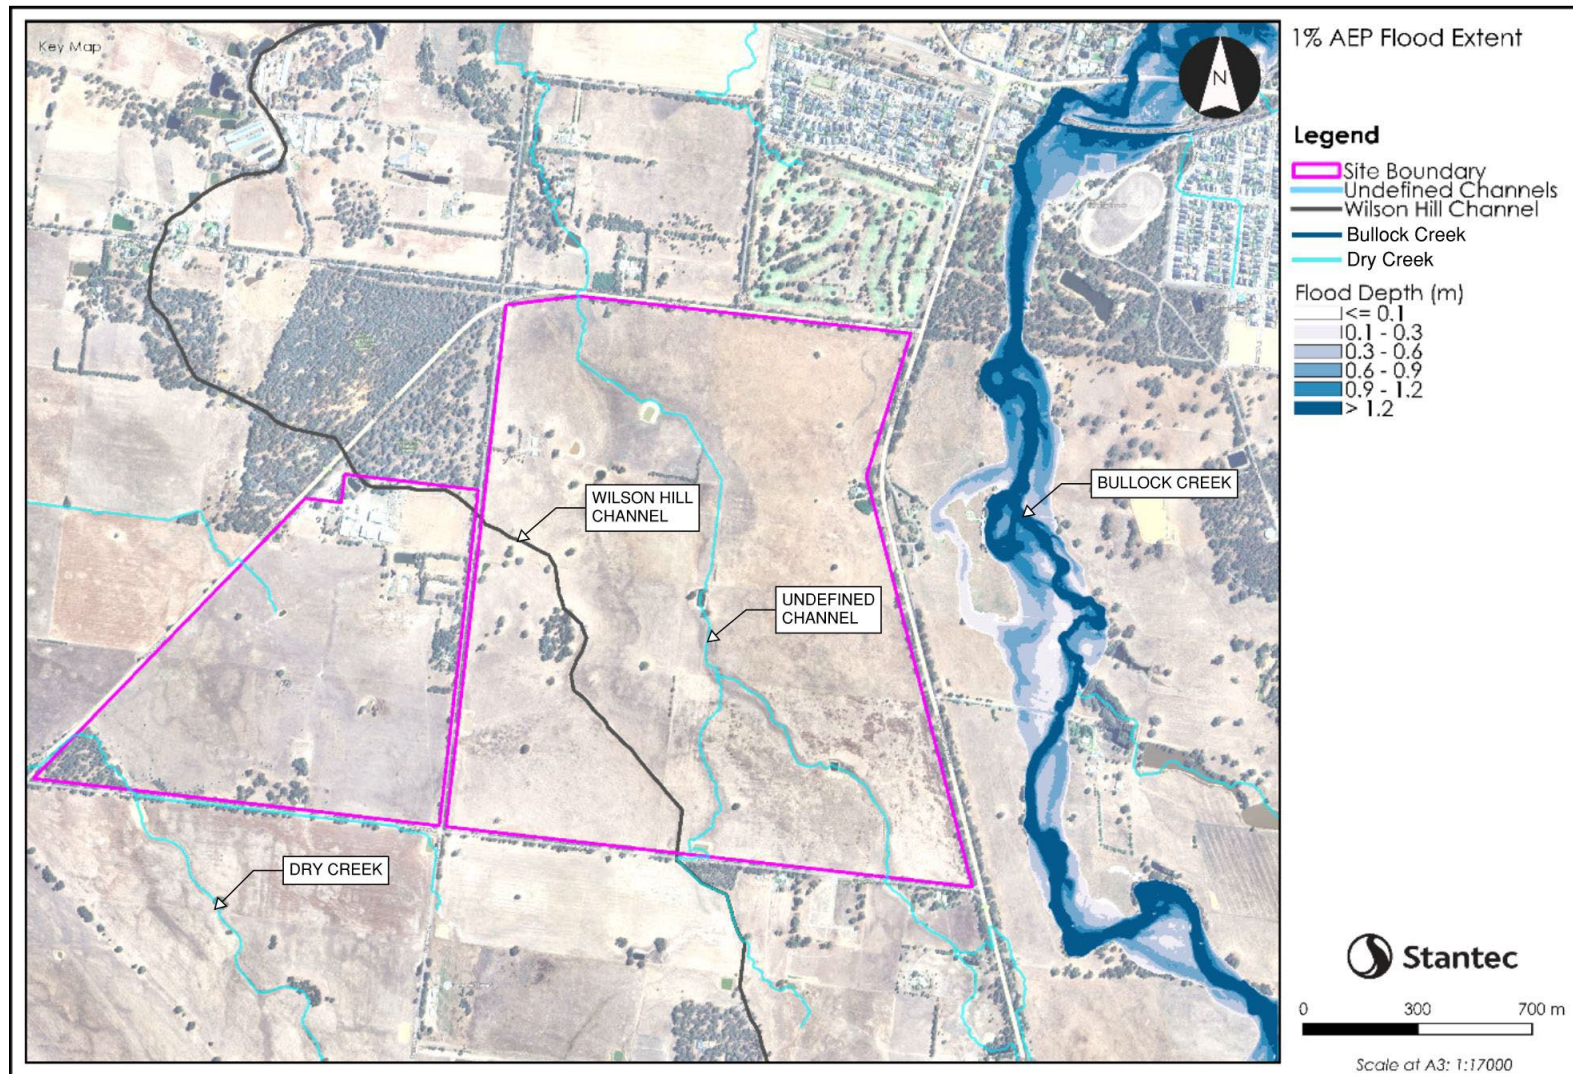 Key Map
1% AEP Flood Extent
N
Legend
Site Boundary
Undefined Channels
Wilson Hill Channel
Bullock Creek
Dry Creek
Flood Depth (m)
<= 0.1
0.1 - 0.3
0.3 - 0.6
0.6 - 0.9
0.9 - 1.2
> 1.2
BULLOCK CREEK
WILSON HILL
CHANNEL
UNDEFINED
CHANNEL
DRY CREEK
Stantec
0 300 700 m
Scale at A3: 1:17000